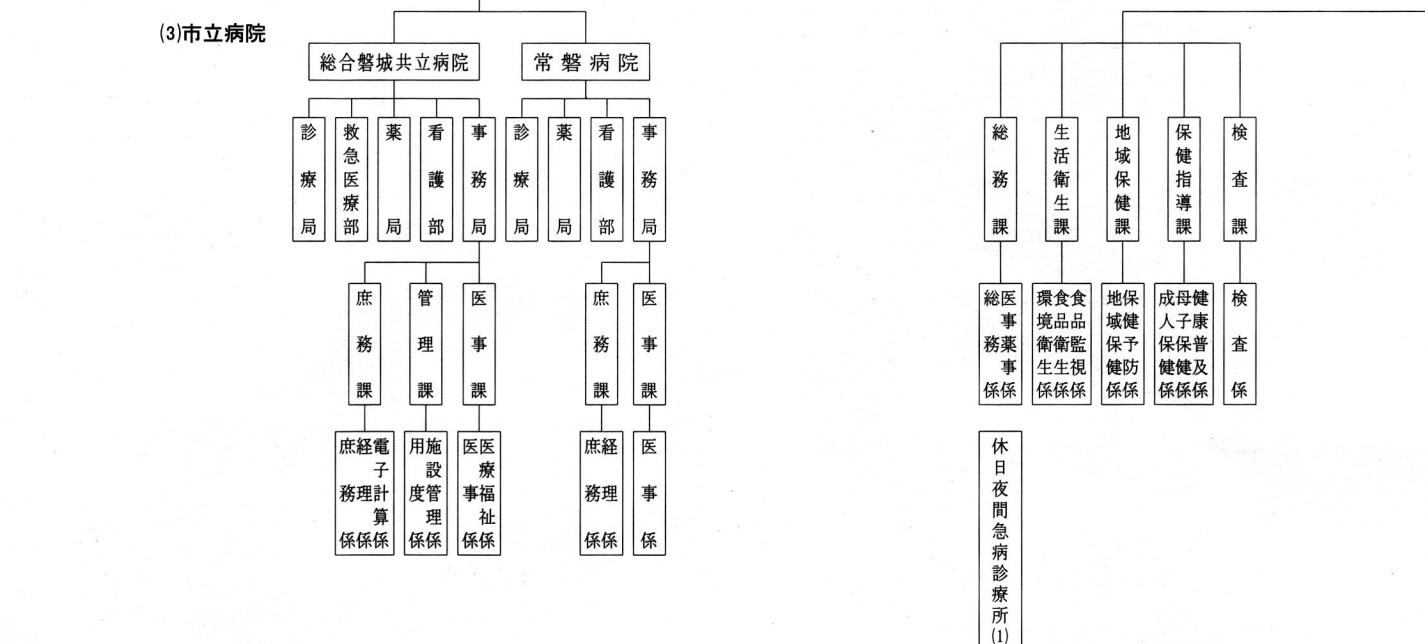 (3)市立病院
総合磐城共立病院
常磐病院
診療局
救急医療部
薬局
看護部
事務局
診療局
薬局
看護部
事務局
庶務課
管理課
医事課
庶務課
医事課
電子計算係
経理係
庶務係
施設管理係
用度係
医療福祉係
医事係
経理係
庶務係
医事係
総務課
生活衛生課
地域保健課
保健指導課
検査課
医事薬事係
総務係
食品監視係
食品衛生係
環境衛生係
保健予防係
地域保健係
健康普及係
母子保健係
成人保健係
検査係
休日夜間急病診療所(1)